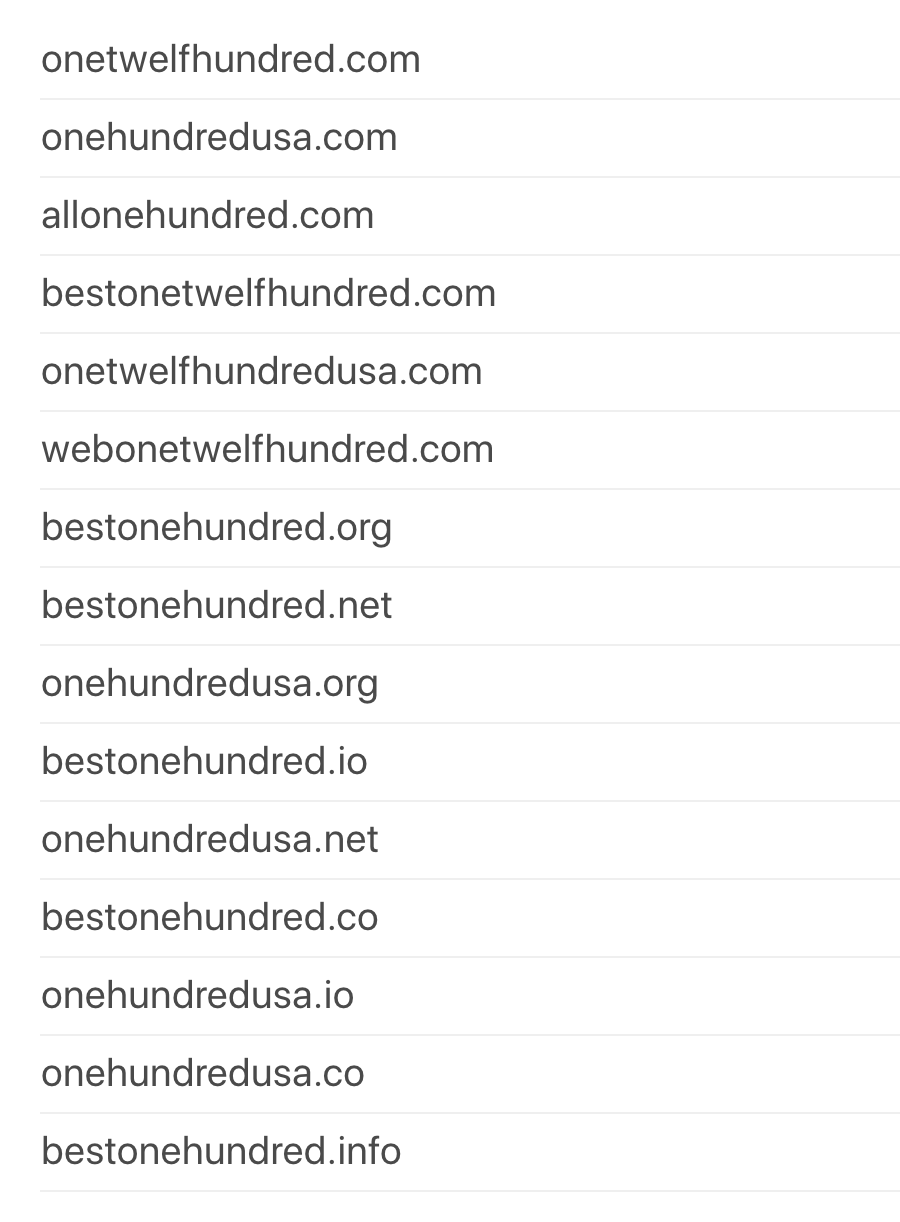 onetwelfhundred.com
onehundredusa.com
allonehundred.com
bestonetwelfhundred.com
onetwelfhundredusa.com
webonetwelfhundred.com
bestonehundred.org
bestonehundred.net
onehundredusa.org
bestonehundred.io
onehundredusa.net
bestonehundred.co
onehundredusa.io
onehundredusa.co
bestonehundred.info